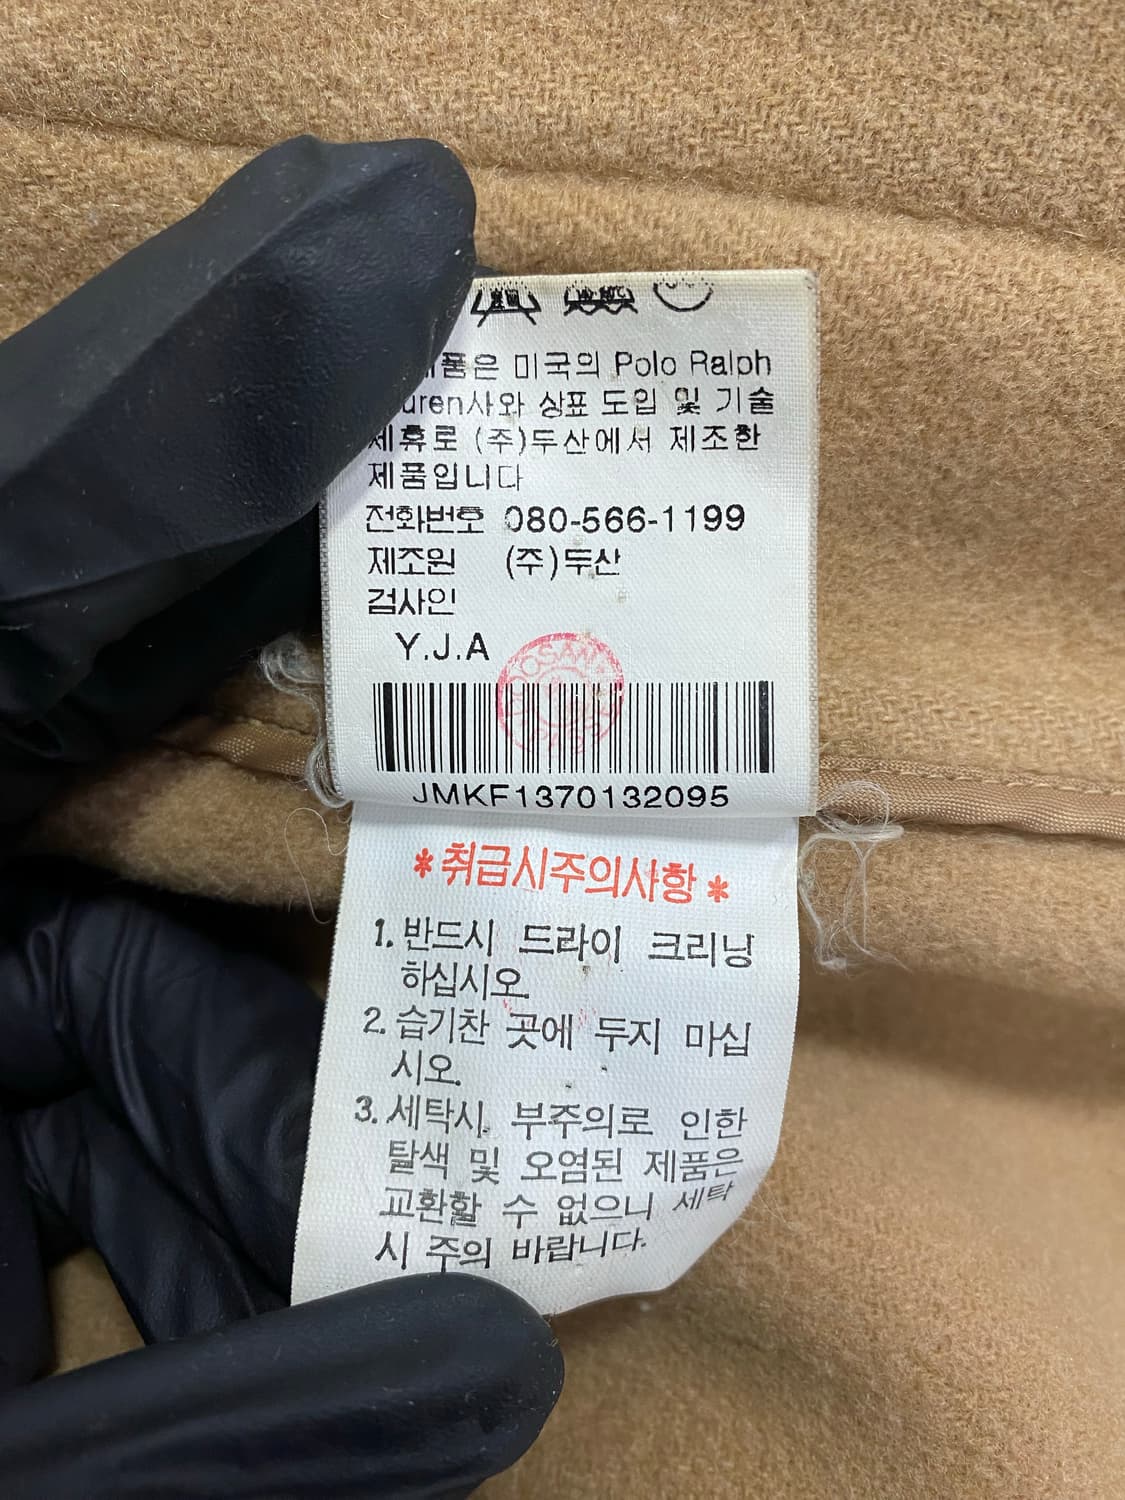 제품은 미국의 Polo Ralph
uren사와 상표 도입 및 기술
제휴로 (주)두산에서 제조한
제품입니다
전화번호 080-566-1199
제조원 (주)두산
검사인
Y.J.A
DOOSAN
JMKF1370132095
*취급시주의사항*
1. 반드시 드라이 크리닝
하십시오.
2. 습기찬 곳에 두지 마십
시오.
3. 세탁시. 부주의로 인한
탈색 및 오염된 제품은
교환할 수 없으니 세탁
시 주의 바랍니다.